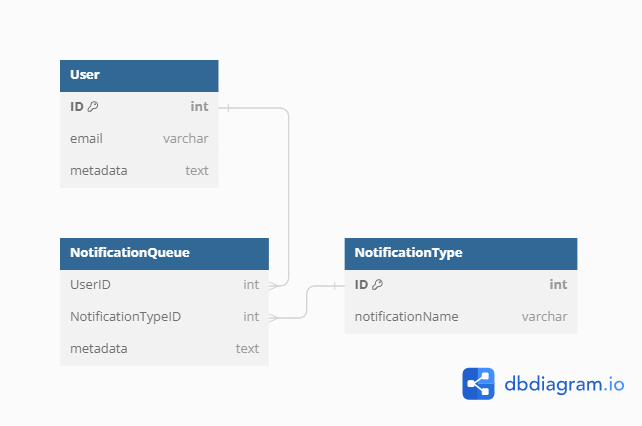 User
ID int
email varchar
metadata text
NotificationQueue
UserID int
NotificationTypeID int
metadata text
NotificationType
ID int
notificationName varchar
dbdiagram.io